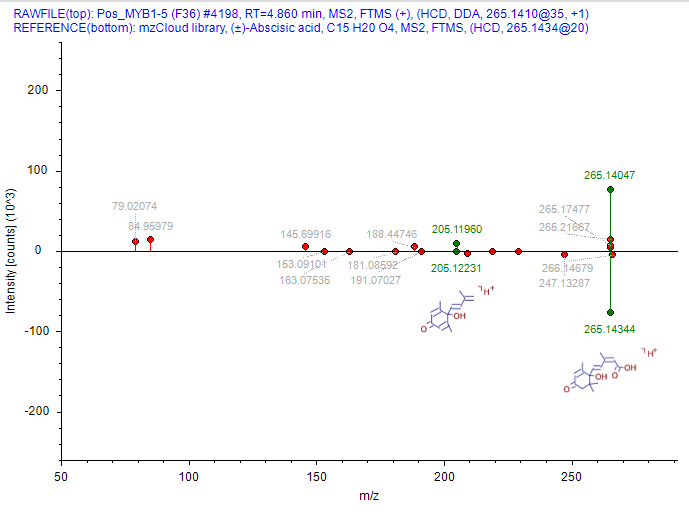 RAWFILE(top): Pos_MYB1-5 (F36) #4198, RT=4.860 min, MS2, FTMS (+), (HCD, DDA, 265.1410@35, +1)
REFERENCE(bottom): mzCloud library, (±)-Abscisic acid, C15 H20 O4, MS2, FTMS, (HCD, 265.1434@20)
200
100
0
-100
-200
Intensity [counts] (10^3)
79.02074
84.95979
145.69916
188.44746
205.11960
265.14047
265.17477
265.21667
153.09101
163.07535
181.08592
191.07027
205.12231
266.14679
247.13287
265.14344
O
OH
H+
O
OH
O
OH
H+
50
100
150
200
250
m/z